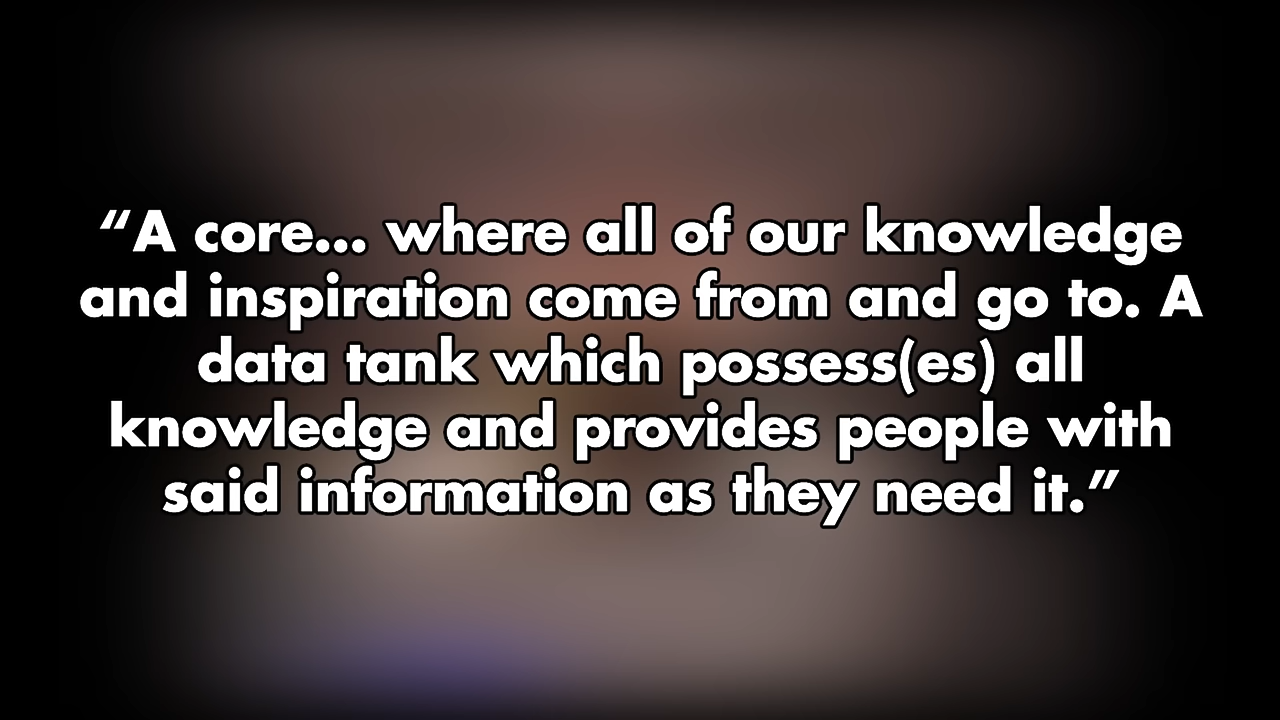 “A core... where all of our knowledge
and inspiration come from and go to. A
data tank which possess(es) all
knowledge and provides people with
said information as they need it.”